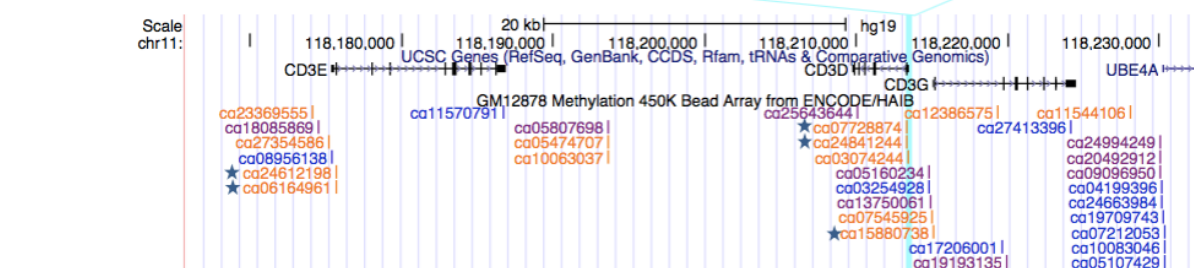 Scale 20 kb hg19
chr11: 118,180,000 118,190,000 118,200,000 118,210,000 118,220,000 118,230,000
UCSC Genes (RefSeq, GenBank, CCDS, Rfam, tRNAs & Comparative Genomics)
CD3E CD3D UBE4A
CD3G
GM12878 Methylation 450K Bead Array from ENCODE/HAIB
cg23369555 cg11570791 cg25643644 cg12386575 cg11544106
cg18085869 cg05807698 cg07728874 cg27413396
cg27354586 cg05474707 cg24841244 cg24994249
cg08956138 cg10063037 cg03074244 cg20492912
cg24612198 cg05160234 cg09096950
cg06164961 cg03254928 cg04199396
cg13750061 cg24663984
cg07545925 cg19709743
cg15880738 cg07212053
cg17206001 cg10083046
cg19193135 cg05107429